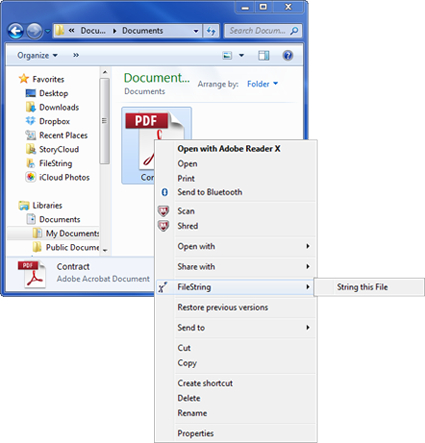 « Docu... ▸ Documents
Search Docum...
Organize
»
Favorites
Desktop
Downloads
Dropbox
Recent Places
StoryCloud
FileString
iCloud Photos
Libraries
Documents
My Documents
Public Docume
Document...
Documents
Arrange by: Folder
PDF
Con
PDF
Contract
Adobe Acrobat Document
Open with Adobe Reader X
Open
Print
Send to Bluetooth
Scan
Shred
Open with
Share with
FileString
String this File
Restore previous versions
Send to
Cut
Copy
Create shortcut
Delete
Rename
Properties